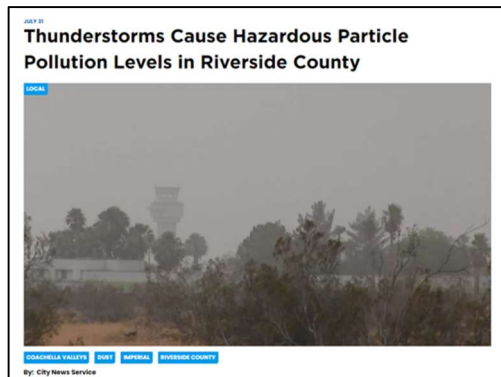 JULY 21
Thunderstorms Cause Hazardous Particle
Pollution Levels in Riverside County
LOCAL
COACHELLA VALLEYS DUST IMPERIAL RIVERSIDE COUNTY
By: City News Service